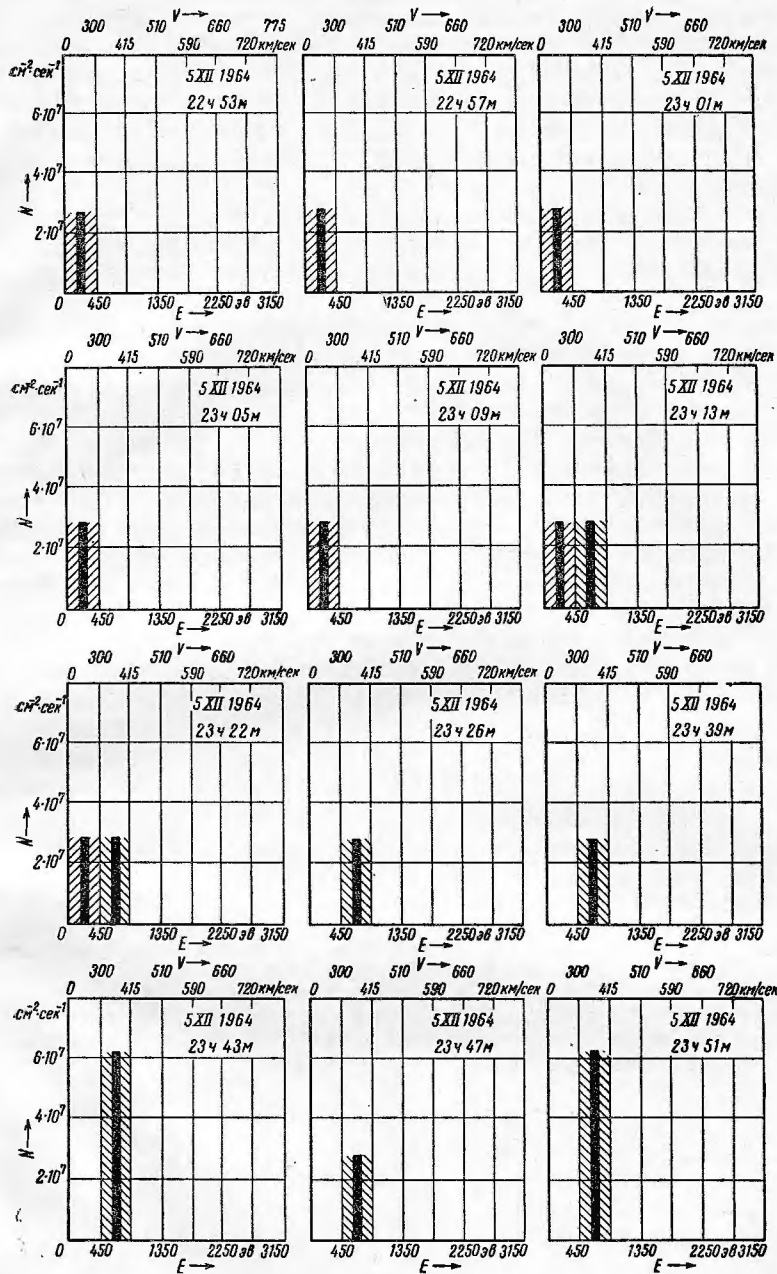 V → V → V →
300 510 660 775 300 510 660 300 510 660
0 415 590 720 км/сек 0 415 590 720 км/сек 0 415 590 720 км/сек
см⁻²·сек⁻¹ 5 XII 1964 5 XII 1964 5 XII 1964
6·10⁷ 22 ч 53 м 22 ч 57 м 23 ч 01 м
4·10⁷
N →
2·10⁷
0 450 1350 2250 эв 3150 450 1350 2250 эв 3150 450 1350 2250 эв 3150
E → E → E →
V → V → V →
300 510 660 300 510 660 300 510 660
0 415 590 720 км/сек 0 415 590 720 км/сек 0 415 590 720 км/сек
см⁻²·сек⁻¹ 5 XII 1964 5 XII 1964 5 XII 1964
6·10⁷ 23 ч 05 м 23 ч 09 м 23 ч 13 м
4·10⁷
N →
2·10⁷
0 450 1350 2250 эв 3150 0 450 1350 2250 эв 3150 0 450 1350 2250 эв 3150
E → E → E →
V → V → V →
300 510 660 300 510 660 300 510 660
0 415 590 720 км/сек 0 415 590 720 км/сек 0 415 590
см⁻²·сек⁻¹ 5 XII 1964 5 XII 1964 5 XII 1964
6·10⁷ 23 ч 22 м 23 ч 26 м 23 ч 39 м
4·10⁷
N →
2·10⁷
0 450 1350 2250 эв 3150 450 1350 2250 эв 3150 0 450 1350 2250 эв 3150
E → E → E →
V → V → V →
300 510 660 300 510 660 300 510 660
0 415 590 720 км/сек 0 415 590 720 км/сек 0 415 590 720 км/сек
см⁻²·сек⁻¹ 5 XII 1964 5 XII 1964 5 XII 1964
6·10⁷ 23 ч 43 м 23 ч 47 м 23 ч 51 м
4·10⁷
N →
2·10⁷
0 450 1350 2250 эв 3150 450 1350 2250 эв 3150 0 450 1350 2250 эв 3150
E → E → E →